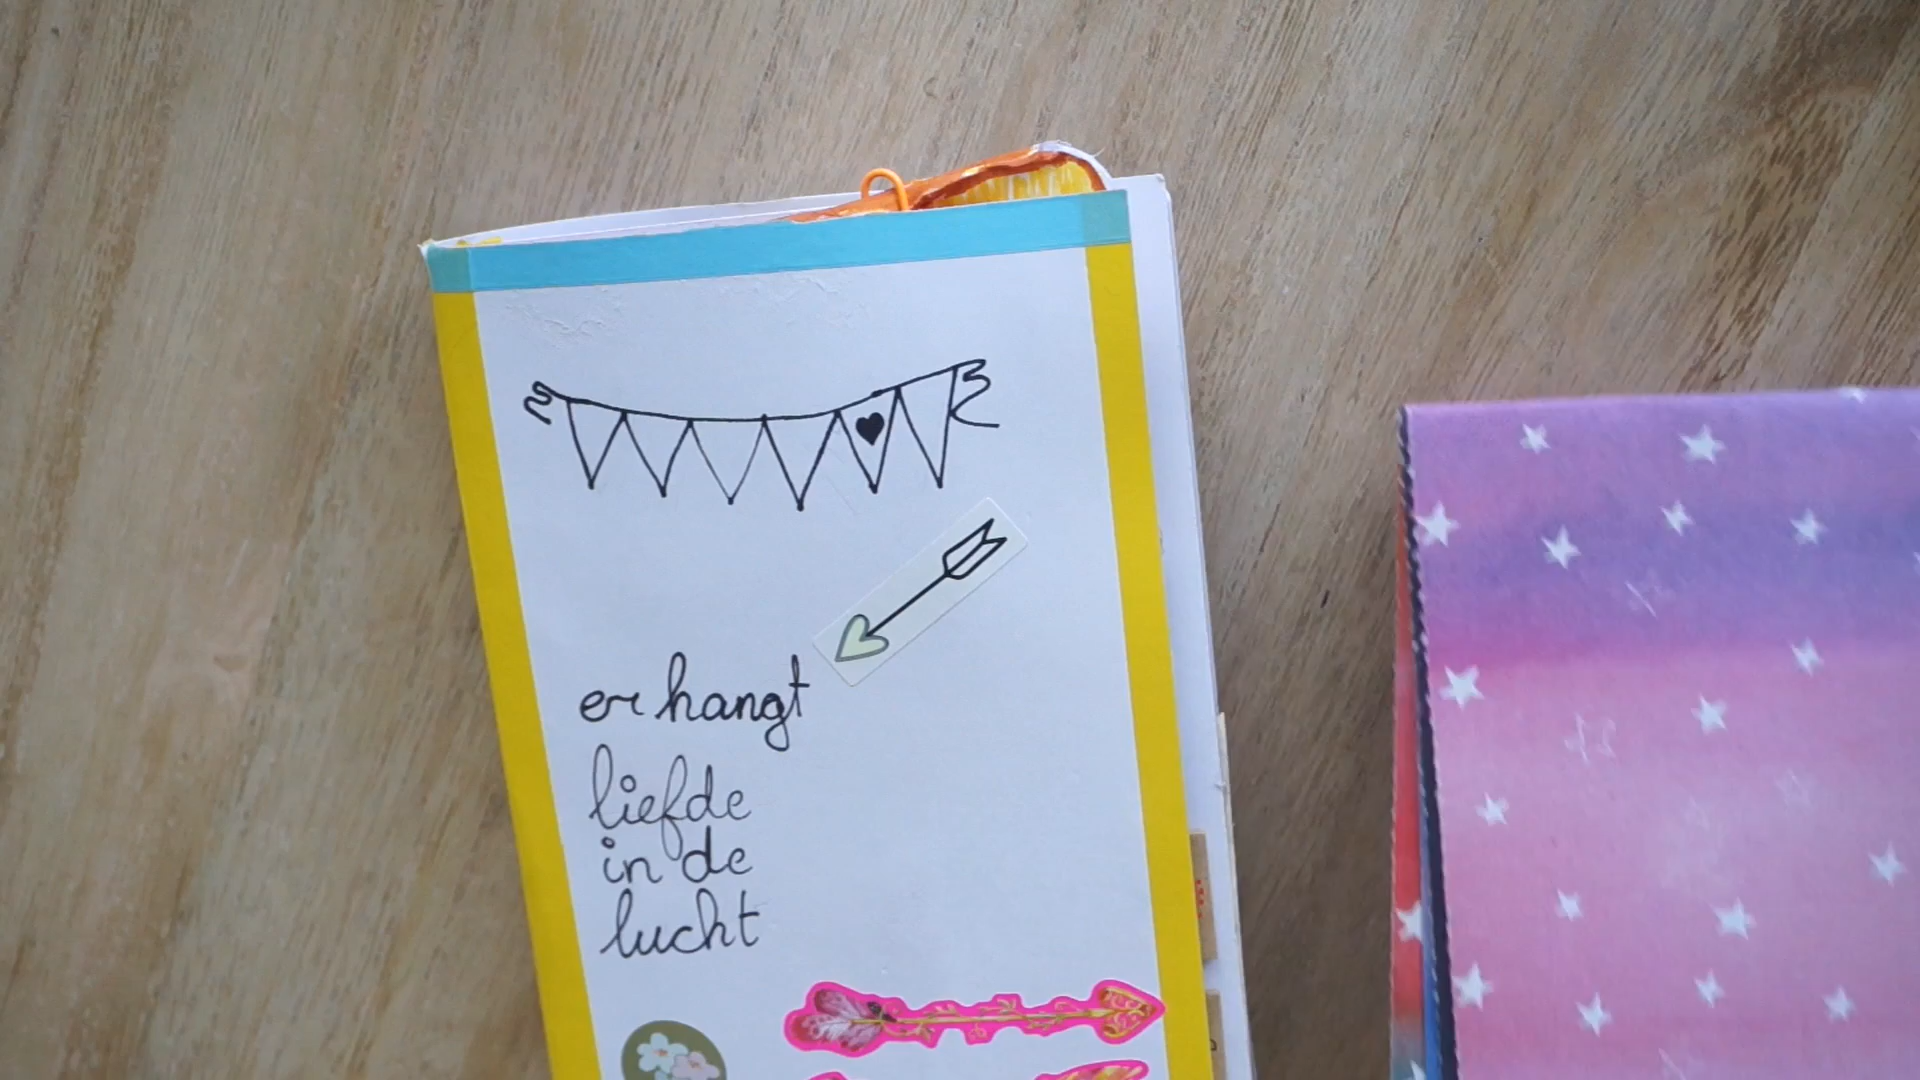 er hangt
liefde
in de
lucht